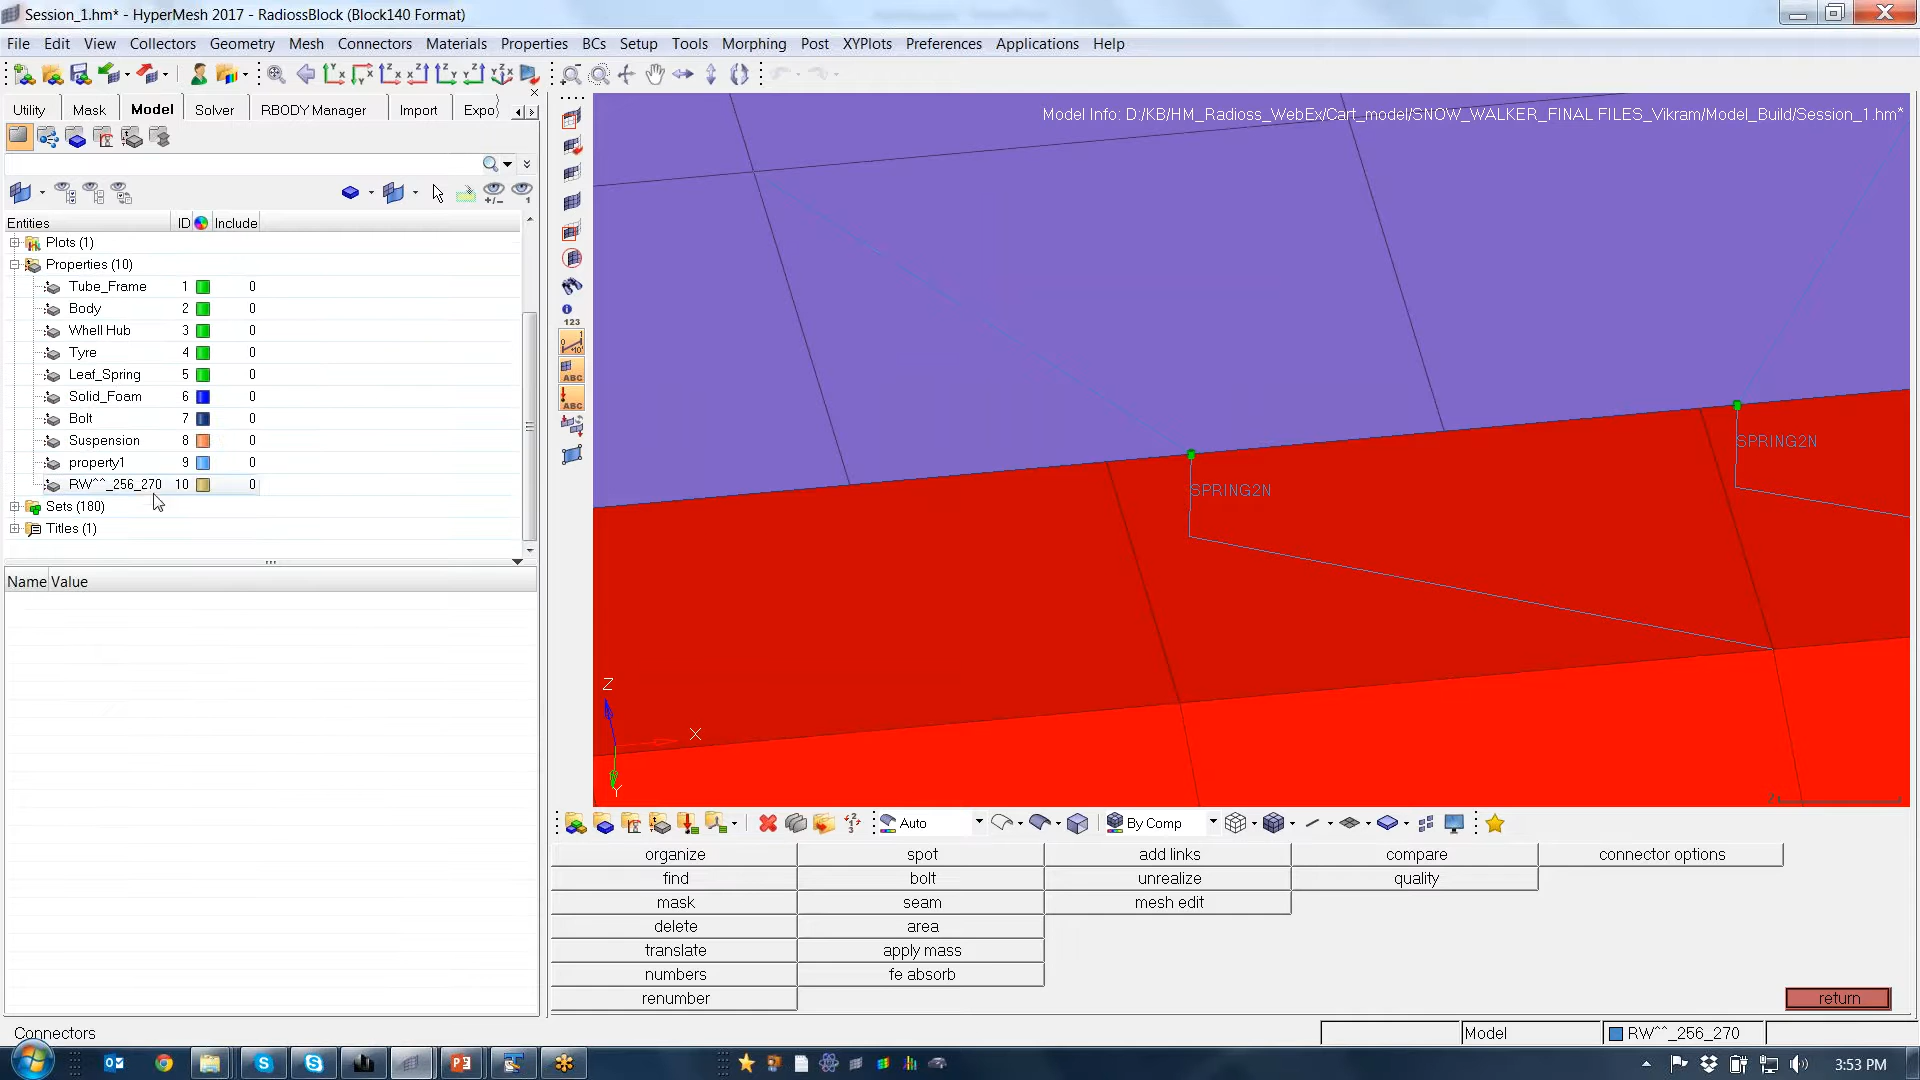 Session_1.hm* - HyperMesh 2017 - RadiossBlock (Block140 Format)
File Edit View Collectors Geometry Mesh Connectors Materials Properties BCs Setup Tools Morphing Post XYPlots Preferences Applications Help
Utility Mask Model Solver RBODY Manager Import Expo
Model Info: D:/KB/HM_Radioss_WebEx/Cart_model/SNOW_WALKER_FINAL FILES_Vikram/Model_Build/Session_1.hm*
Entities ID Include
Plots (1)
Properties (10)
Tube_Frame 1 0
Body 2 0
Whell Hub 3 0
Tyre 4 0
Leaf_Spring 5 0
Solid_Foam 6 0
Bolt 7 0
Suspension 8 0
property1 9 0
RW^^_256_270 10 0
Sets (180)
Titles (1)
Name Value
123
ABC
ABC
SPRING2N
SPRING2N
Z
X
Y
Auto
By Comp
organize spot add links compare connector options
find bolt unrealize quality
mask seam mesh edit
delete area
translate apply mass
numbers fe absorb
renumber
return
Connectors
Model
RW^^_256_270
3:53 PM